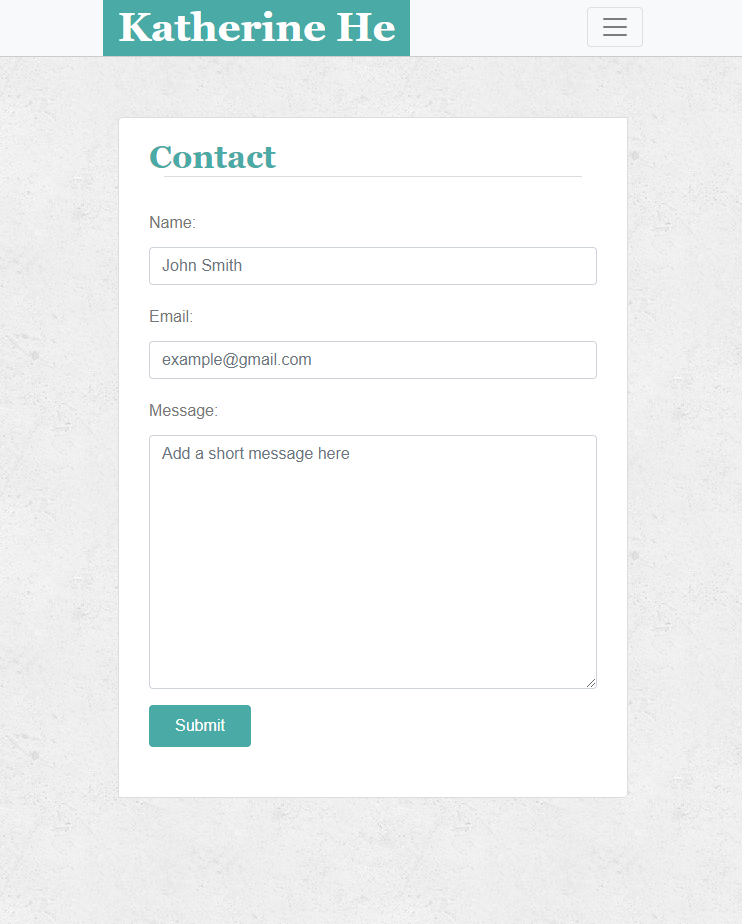 Katherine He
Contact
Name:
John Smith
Email:
example@gmail.com
Message:
Add a short message here
Submit